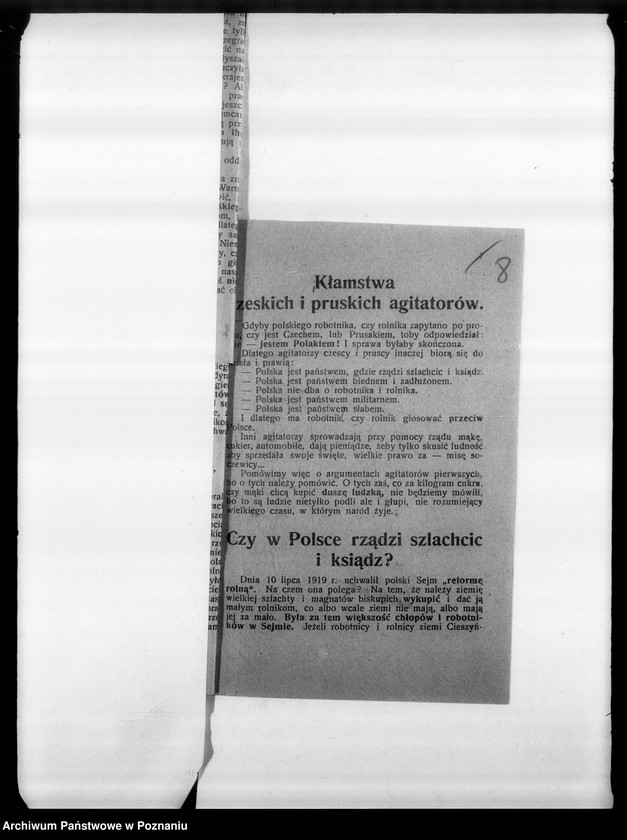 8
Kłamstwa
zeskich i pruskich agitatorów.
Gdyby polskiego robotnika, czy rolnika zapytano po pro-
czy jest Czechem, lub Prusakiem, toby odpowiedział:
— jestem Polakiem! I sprawa byłaby skończona.
Dlatego agitatorzy czescy i pruscy inaczej biorą się do
i prawią:
— Polska jest państwem, gdzie rządzi szlachcic i ksiądz.
— Polska jest państwem biednem i zadłużonem.
— Polska nie dba o robotnika i rolnika.
— Polska jest państwem militarnem.
— Polska jest państwem słabem.
I dlatego ma robotnik, czy rolnik głosować przeciw
Polsce.
Inni agitatorzy sprowadzają przy pomocy rządu mąkę,
cukier, automobile, dają pieniądze, żeby tylko skusić ludność
aby sprzedała swoje święte, wielkie prawo za — misę so-
czewicy...
Pomówimy więc o argumentach agitatorów pierwszych,
bo o tych należy pomówić. O tych zaś, co za kilogram cukru,
czy mąki chcą kupić duszę ludzką, nie będziemy mówili,
bo to są ludzie nietylko podli ale i głupi, nie rozumiejący
wielkiego czasu, w którym naród żyje.
Czy w Polsce rządzi szlachcic
i ksiądz?
Dnia 10 lipca 1919 r. uchwalił polski Sejm „reformę
rolną". Na czem ona polega? Na tem, że należy ziemię
wielkiej szlachty i magnatów biskupich wykupić i dać ją
małym rolnikom, co albo wcale ziemi nie mają, albo mają
jej za mało. Była za tem większość chłopów i robotni-
ków w Sejmie. Jeżeli robotnicy i rolnicy ziemi Cieszyń-
Archiwum Państwowe w Poznaniu